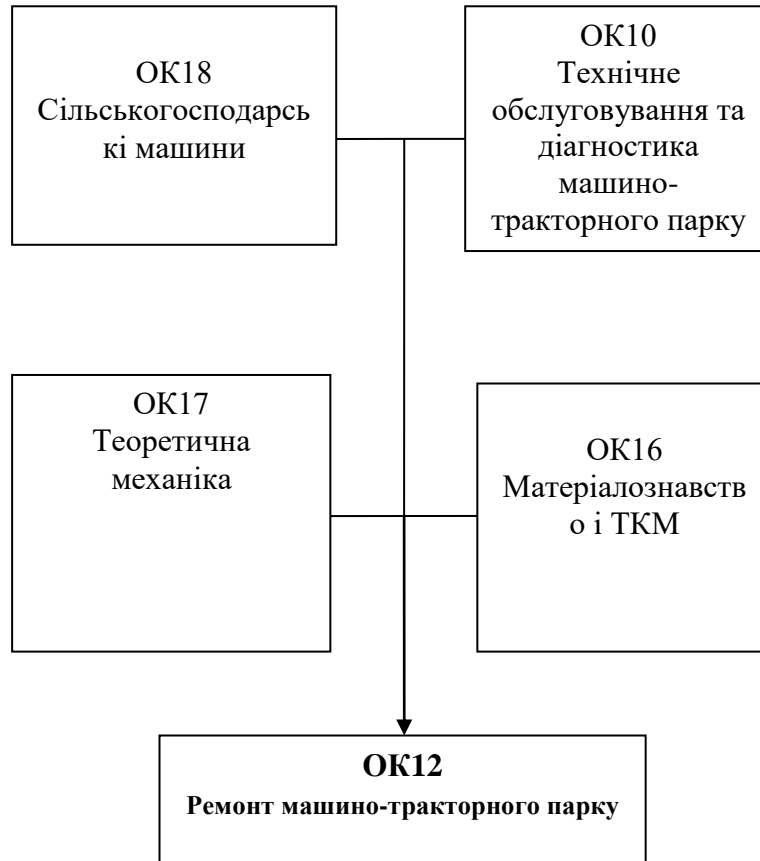 ОК18
Сільськогосподарсь
кі машини
ОК10
Технічне
обслуговування та
діагностика
машино-
тракторного парку
ОК17
Теоретична
механіка
ОК16
Матеріалознавств
о і ТКМ
ОК12
Ремонт машино-тракторного парку